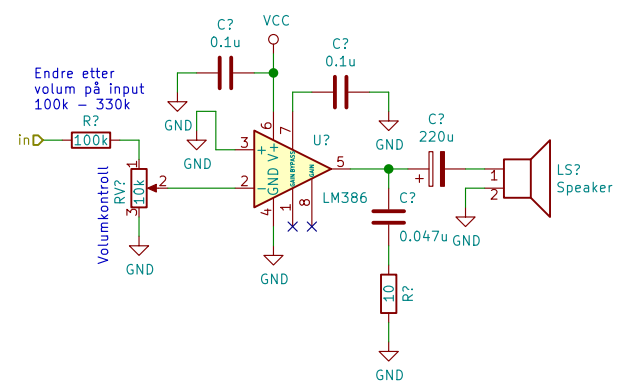 C?
0.1u
VCC
C?
0.1u
Endre etter
volum på input
100k - 330k
GND
GND
R?
in
100k
GND
C?
220u
6
7
U?
3
+
V+
BYPASS
GAIN
GAIN
GND
-
5
LM386
1
RV?
10k
2
2
3
Volumkontroll
4
1
8
+
1
2
LS?
Speaker
C?
0.047u
GND
GND
GND
10
R?
GND